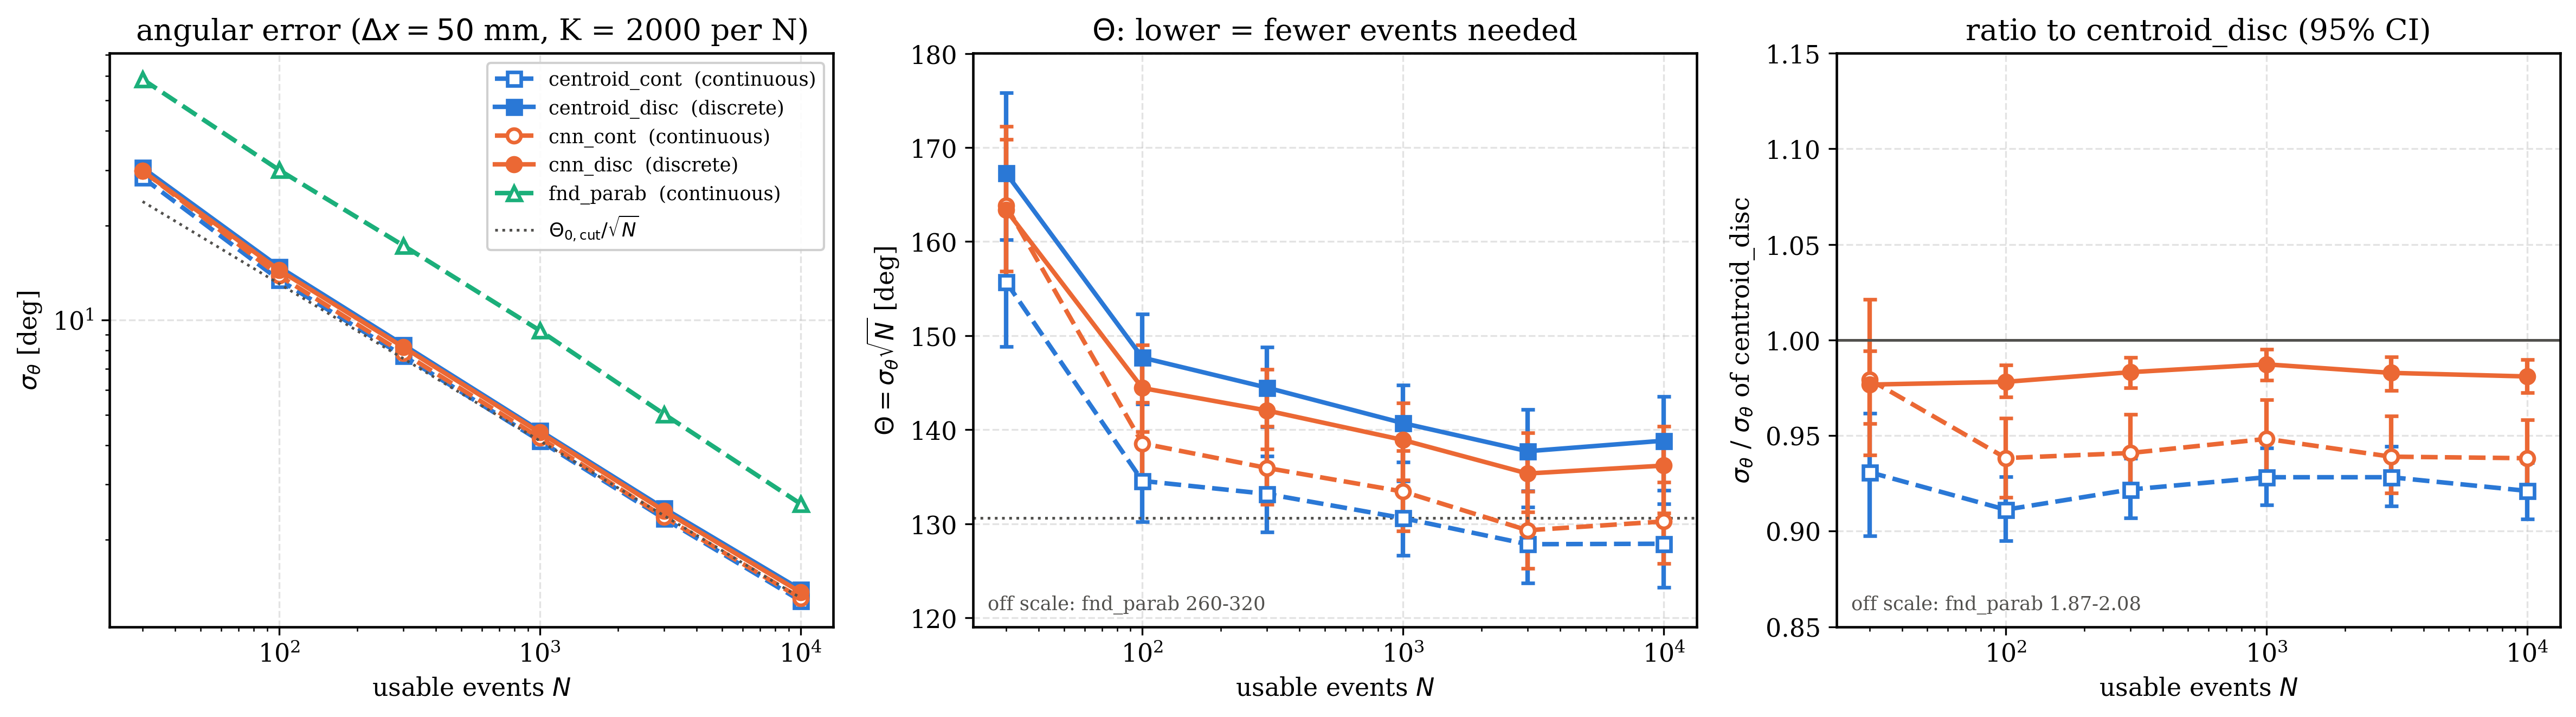 angular error (Δx = 50 mm, K = 2000 per N)
σθ [deg]
10¹
10² 10³ 10⁴
usable events N
centroid_cont (continuous)
centroid_disc (discrete)
cnn_cont (continuous)
cnn_disc (discrete)
fnd_parab (continuous)
Θ0,cut/√N
Θ: lower = fewer events needed
Θ = σθ√N [deg]
180
170
160
150
140
130
120
off scale: fnd_parab 260-320
10² 10³ 10⁴
usable events N
ratio to centroid_disc (95% CI)
σθ / σθ of centroid_disc
1.15
1.10
1.05
1.00
0.95
0.90
0.85
off scale: fnd_parab 1.87-2.08
10² 10³ 10⁴
usable events N